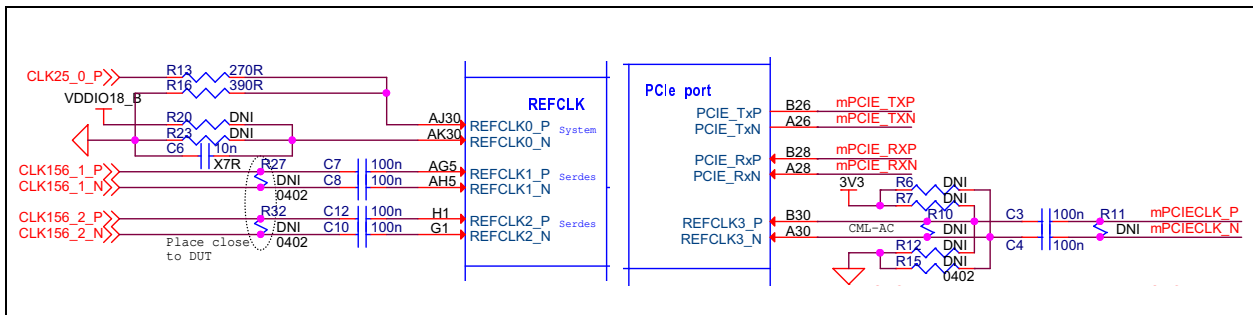 R13 270R
CLK25_0_P
R16 390R
VDDIO18_B
R20 DNI
R23 DNI
C6 10n
X7R
CLK156_1_P
CLK156_1_N
R27
DNI
0402
C7 100n
C8 100n
CLK156_2_P
CLK156_2_N
R32
DNI
0402
C12 100n
C10 100n
Place close
to DUT
REFCLK
AJ30 REFCLK0_P
System
AK30 REFCLK0_N
AG5 REFCLK1_P
Serdes
AH5 REFCLK1_N
H1 REFCLK2_P
Serdes
G1 REFCLK2_N
PCIe port
PCIE_TxP B26 mPCIE_TXP
PCIE_TxN A26 mPCIE_TXN
PCIE_RxP B28 mPCIE_RXP
PCIE_RxN A28 mPCIE_RXN
3V3
R6 DNI
R7 DNI
REFCLK3_P B30
REFCLK3_N A30
CML-AC
R10
DNI
R12 DNI
R15 DNI
0402
C3 100n
C4 100n
R11
DNI
mPCIECLK_P
mPCIECLK_N